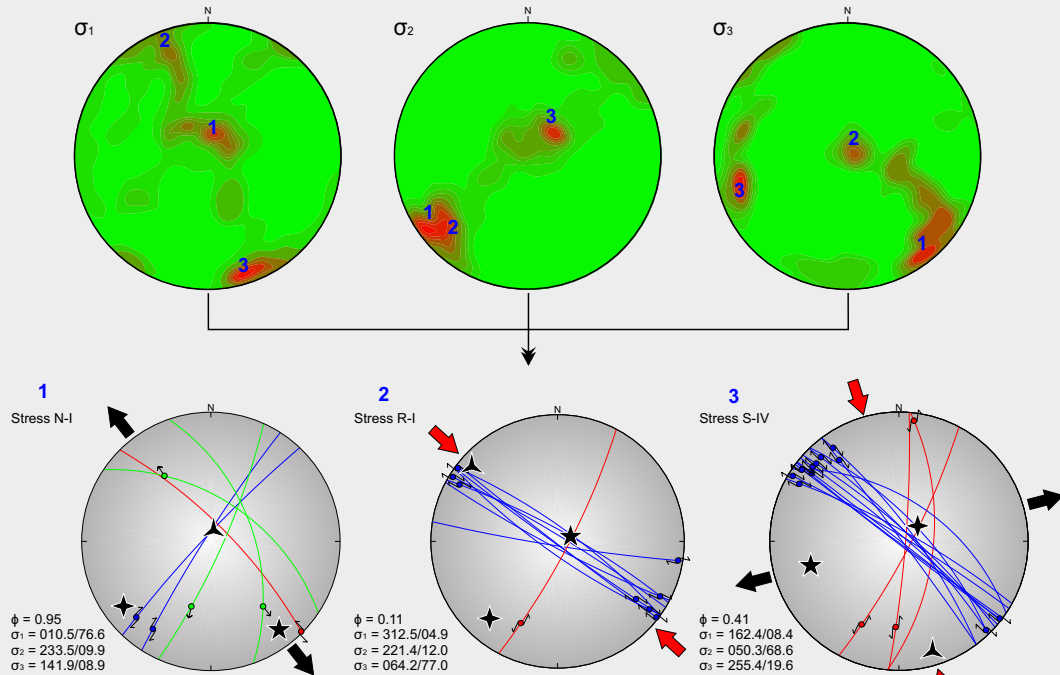 σ1
N
2
1
3
σ2
N
3
1
2
σ3
N
2
3
1
1
Stress N-I
N
ϕ = 0.95
σ1 = 010.5/76.6
σ2 = 233.5/09.9
σ3 = 141.9/08.9
2
Stress R-I
N
ϕ = 0.11
σ1 = 312.5/04.9
σ2 = 221.4/12.0
σ3 = 064.2/77.0
3
Stress S-IV
N
ϕ = 0.41
σ1 = 162.4/08.4
σ2 = 050.3/68.6
σ3 = 255.4/19.6